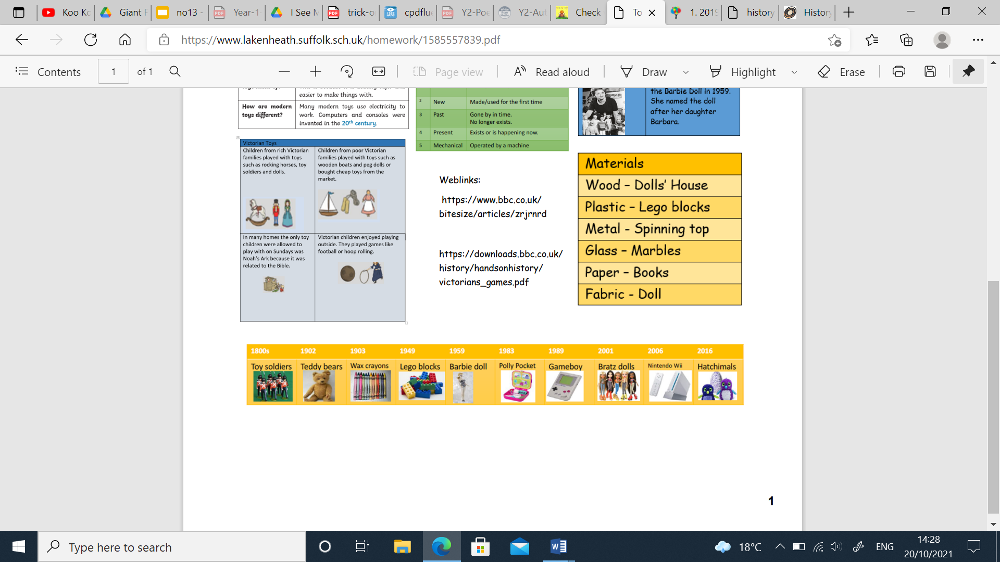 Koo Ko
Giant F
no13 -
Year-1-
I See M
trick-o
cpdflue
Y2-Poe
Y2-Aut
Check
To
1. 2019
history
History
https://www.lakenheath.suffolk.sch.uk/homework/1585557839.pdf
Contents
1
of 1
Page view
Read aloud
Draw
Highlight
Erase
easier to make things with.
How are modern
toys different?
Many modern toys use electricity to
work. Computers and consoles were
invented in the 20th century.
2 New Made/used for the first time
3 Past Gone by in time.
No longer exists.
4 Present Exists or is happening now.
5 Mechanical Operated by a machine
the Barbie Doll in 1959.
She named the doll
after her daughter
Barbara.
Victorian Toys
Children from rich Victorian
families played with toys
such as rocking horses, toy
soldiers and dolls.
Children from poor Victorian
families played with toys such as
wooden boats and peg dolls or
bought cheap toys from the
market.
In many homes the only toy
children were allowed to
play with on Sundays was
Noah's Ark because it was
related to the Bible.
Victorian children enjoyed playing
outside. They played games like
football or hoop rolling.
Weblinks:
https://www.bbc.co.uk/
bitesize/articles/zrjrnrd
https://downloads.bbc.co.uk/
history/handsonhistory/
victorians_games.pdf
Materials
Wood – Dolls' House
Plastic – Lego blocks
Metal - Spinning top
Glass – Marbles
Paper – Books
Fabric - Doll
1800s 1902 1903 1949 1959 1983 1989 2001 2006 2016
Toy soldiers Teddy bears Wax crayons Lego blocks Barbie doll Polly Pocket Gameboy Bratz dolls Nintendo Wii Hatchimals
1
Type here to search
18°C
ENG
14:28
20/10/2021